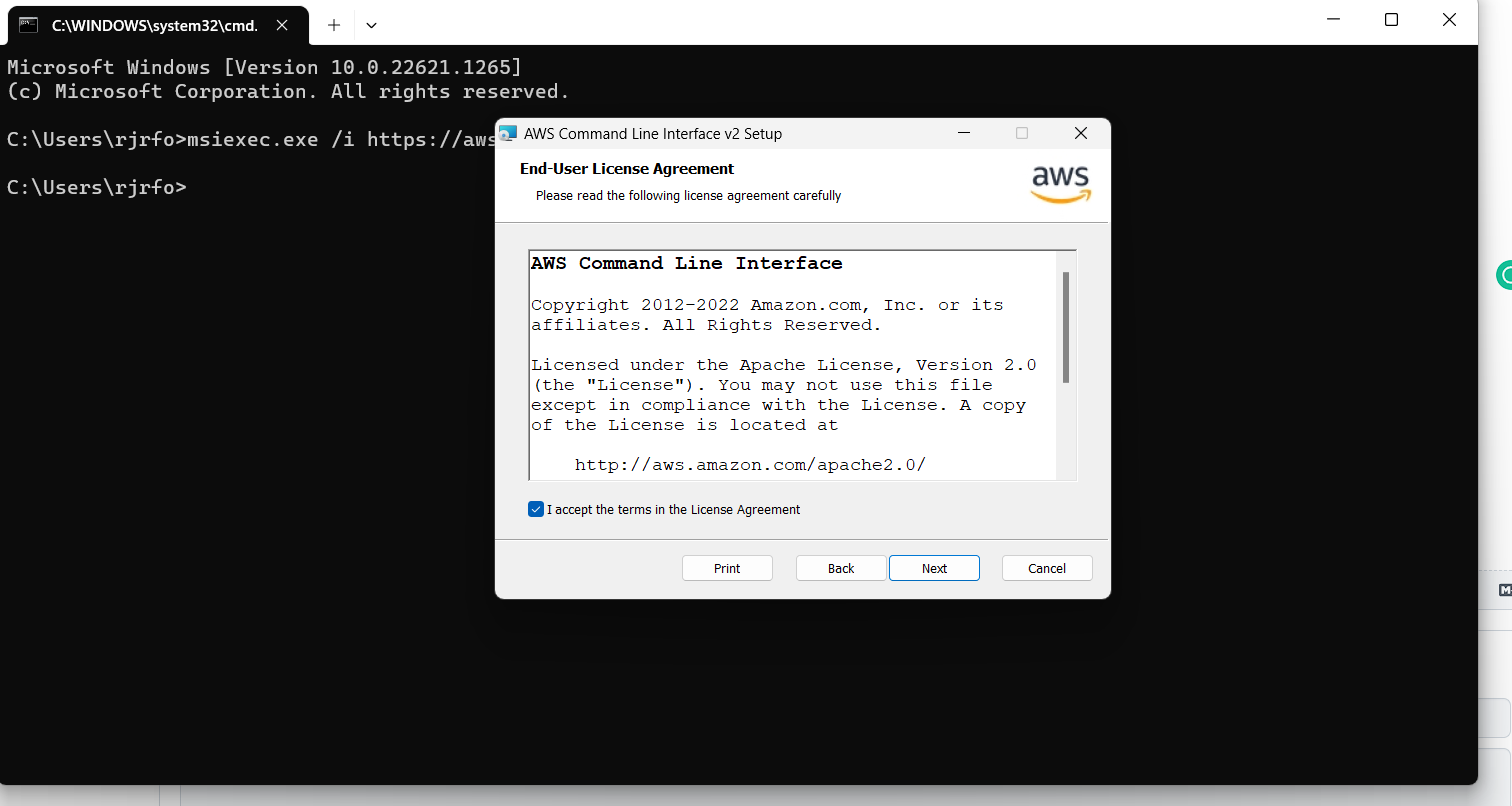 C:\WINDOWS\system32\cmd.
Microsoft Windows [Version 10.0.22621.1265]
(c) Microsoft Corporation. All rights reserved.
C:\Users\rjrfo>msiexec.exe /i https://aws
C:\Users\rjrfo>
AWS Command Line Interface v2 Setup
End-User License Agreement
Please read the following license agreement carefully
aws
AWS Command Line Interface
Copyright 2012-2022 Amazon.com, Inc. or its
affiliates. All Rights Reserved.
Licensed under the Apache License, Version 2.0
(the "License"). You may not use this file
except in compliance with the License. A copy
of the License is located at
http://aws.amazon.com/apache2.0/
I accept the terms in the License Agreement
Print
Back
Next
Cancel